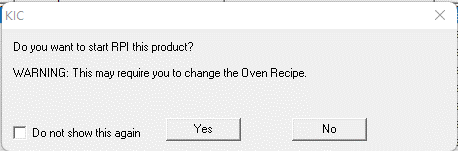 KIC
Do you want to start RPI this product?
WARNING: This may require you to change the Oven Recipe.
Do not show this again
Yes
No